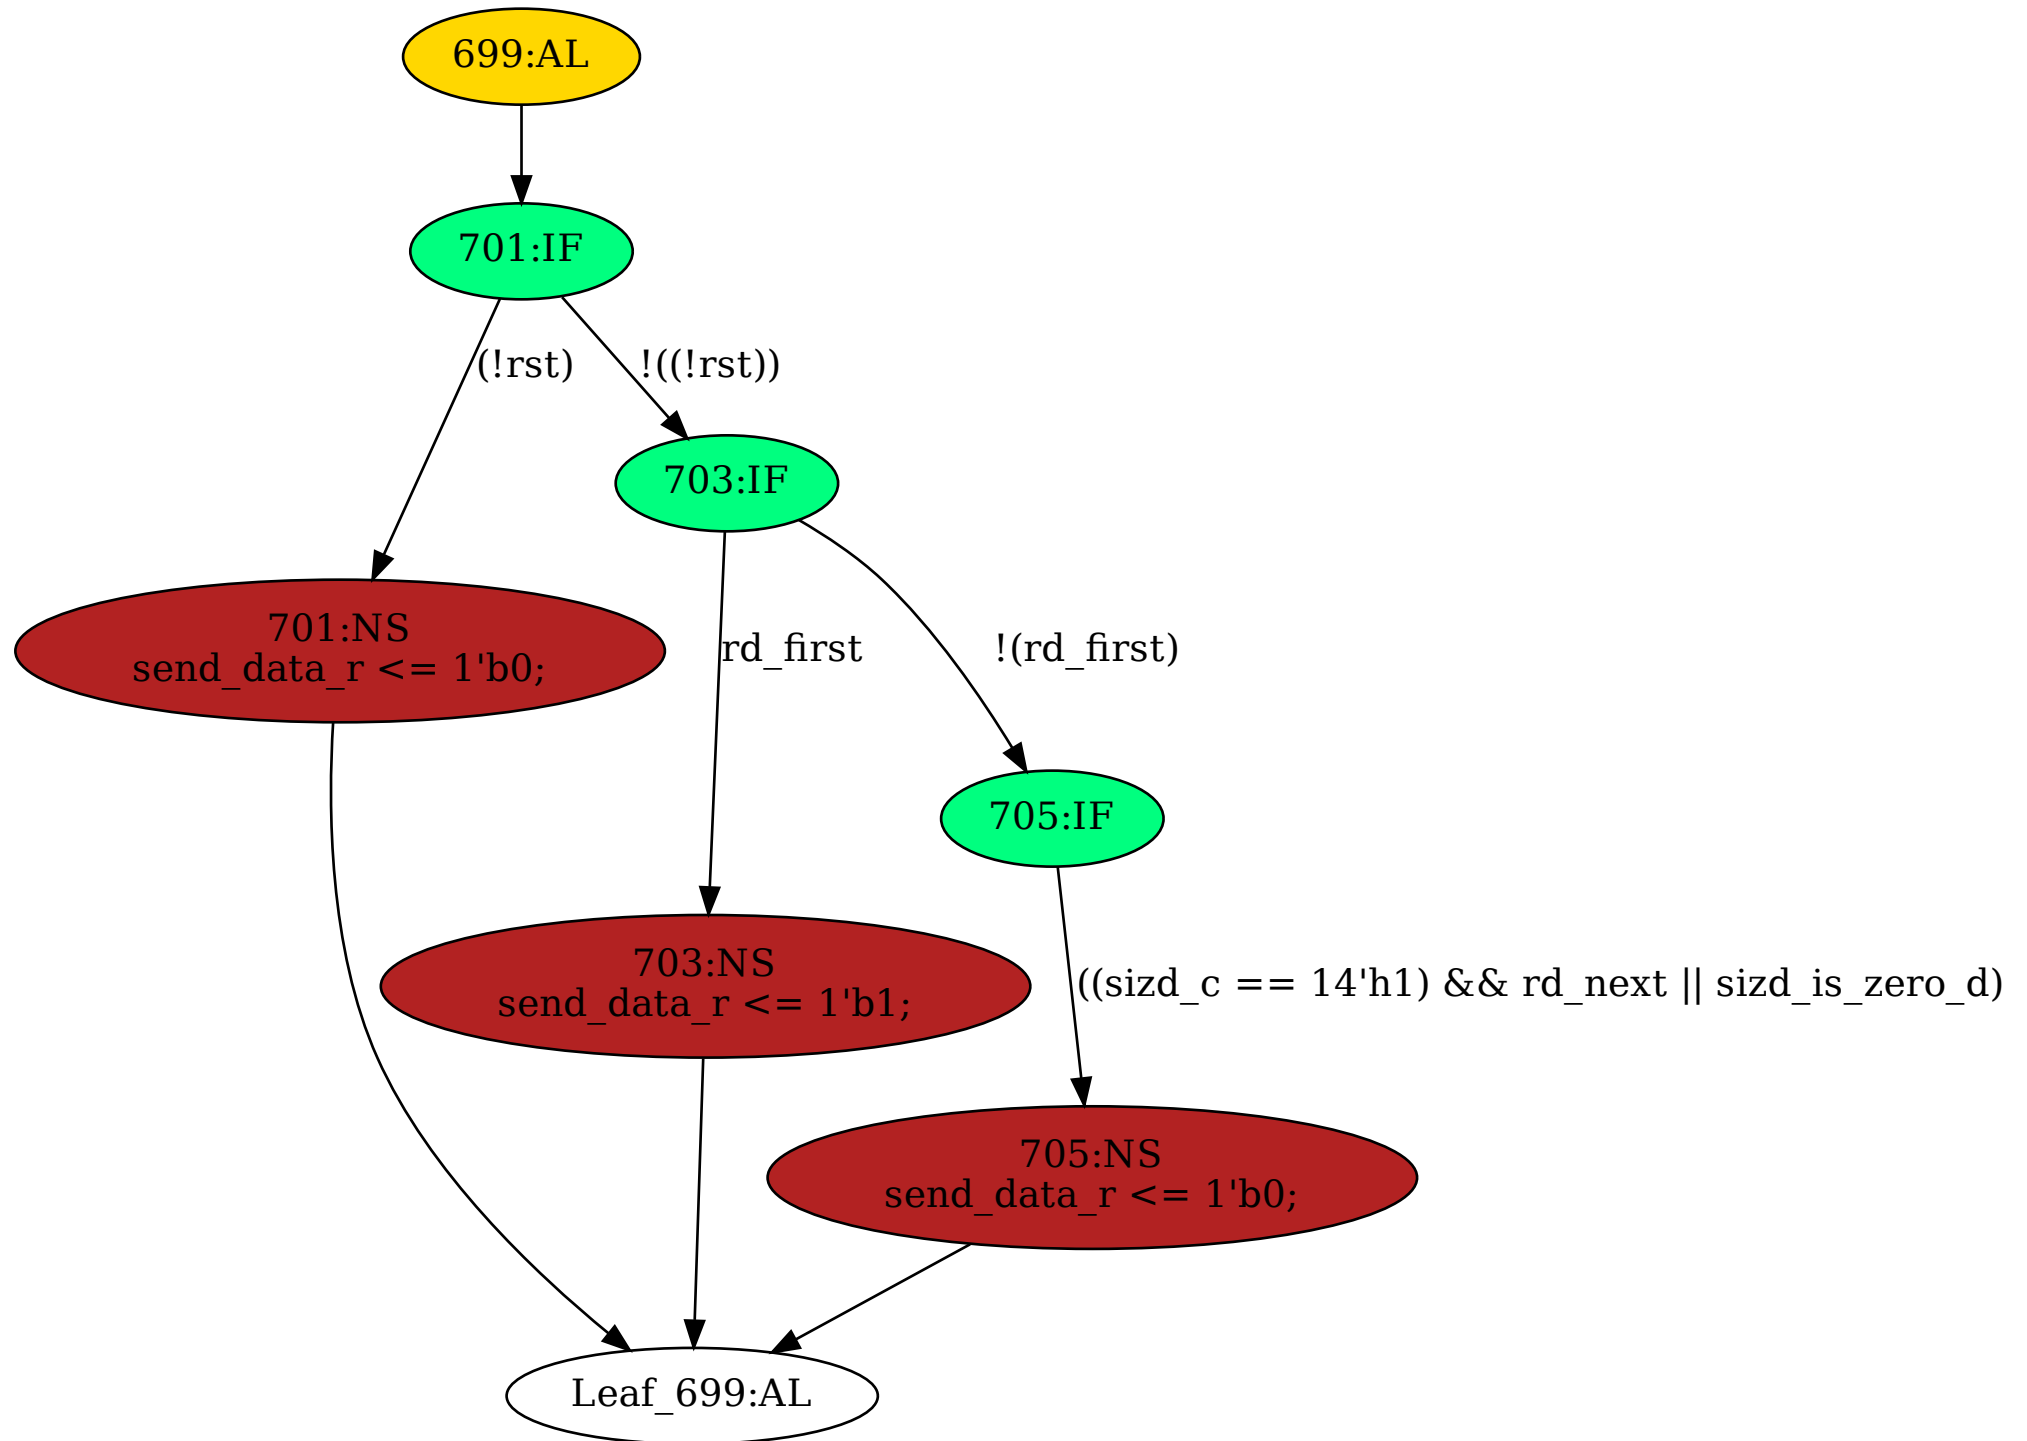 699:AL
701:IF
(!rst)
!((!rst))
703:IF
701:NS
send_data_r <= 1'b0;
rd_first
!(rd_first)
705:IF
703:NS
send_data_r <= 1'b1;
((sizd_c == 14'h1) && rd_next || sizd_is_zero_d)
705:NS
send_data_r <= 1'b0;
Leaf_699:AL